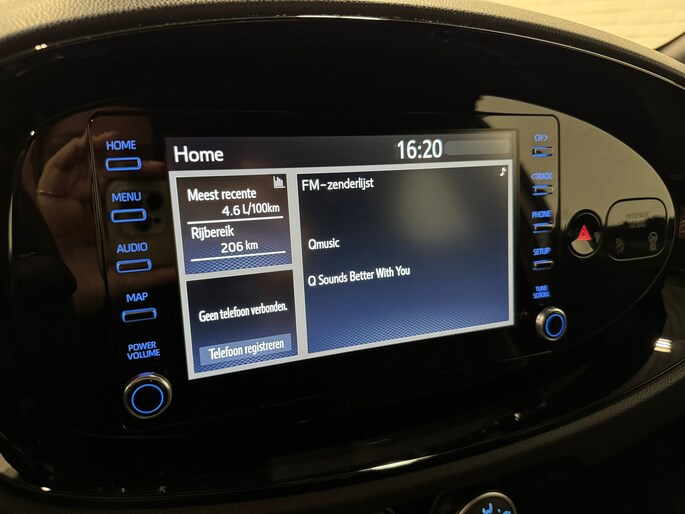 HOME
MENU
AUDIO
MAP
POWER
VOLUME
Home
16:20
Meest recente
4.6 L/100km
Rijbereik
206 km
Geen telefoon verbonden.
Telefoon registreren
FM-zenderlijst
Qmusic
Q Sounds Better With You
CH>
<TRACK
PHONE
SETUP
TUNE
SCROLL